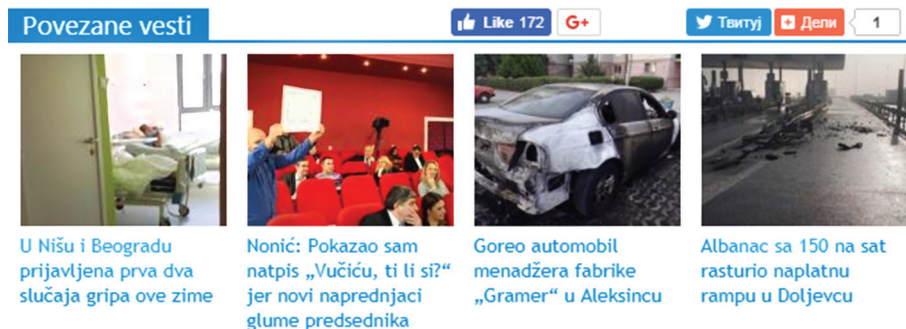 Povezane vesti
Like 172
G+
Твитуј
Дели
1
U Nišu i Beogradu
prijavljena prva dva
slučaja gripa ove zime
Nonić: Pokazao sam
natpis „Vučiću, ti li si?“
jer novi naprednjaci
glume predsednika
Goreo automobil
menadžera fabrike
„Gramer“ u Aleksincu
Albanac sa 150 na sat
rasturio naplatnu
rampu u Doljevcu